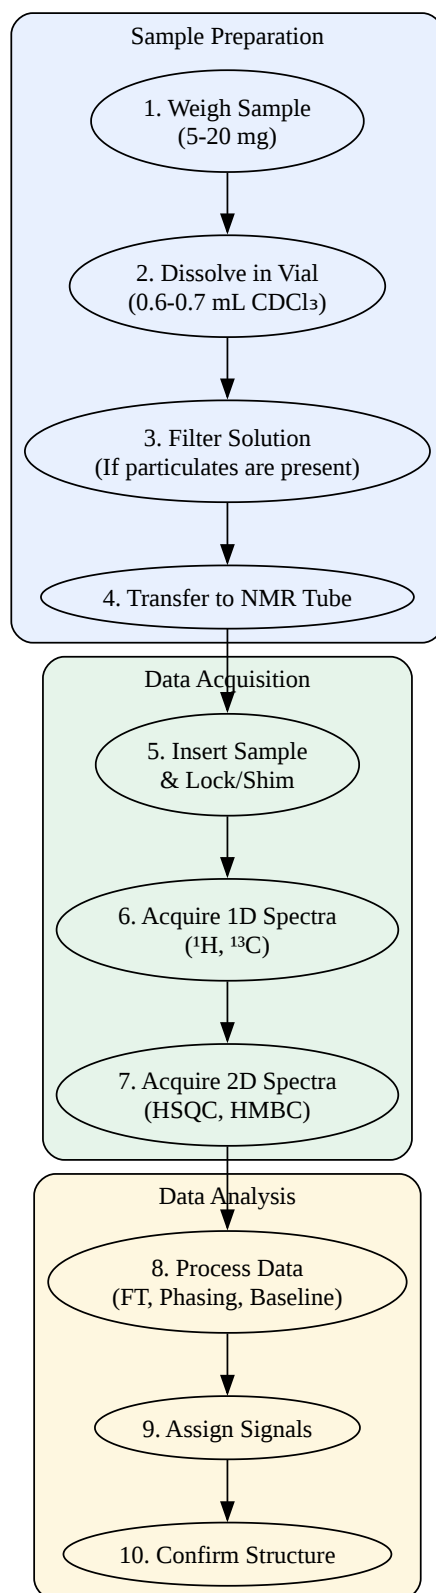 Sample Preparation
1. Weigh Sample
(5-20 mg)
2. Dissolve in Vial
(0.6-0.7 mL CDCl₃)
3. Filter Solution
(If particulates are present)
4. Transfer to NMR Tube
Data Acquisition
5. Insert Sample
& Lock/Shim
6. Acquire 1D Spectra
(¹H, ¹³C)
7. Acquire 2D Spectra
(HSQC, HMBC)
Data Analysis
8. Process Data
(FT, Phasing, Baseline)
9. Assign Signals
10. Confirm Structure